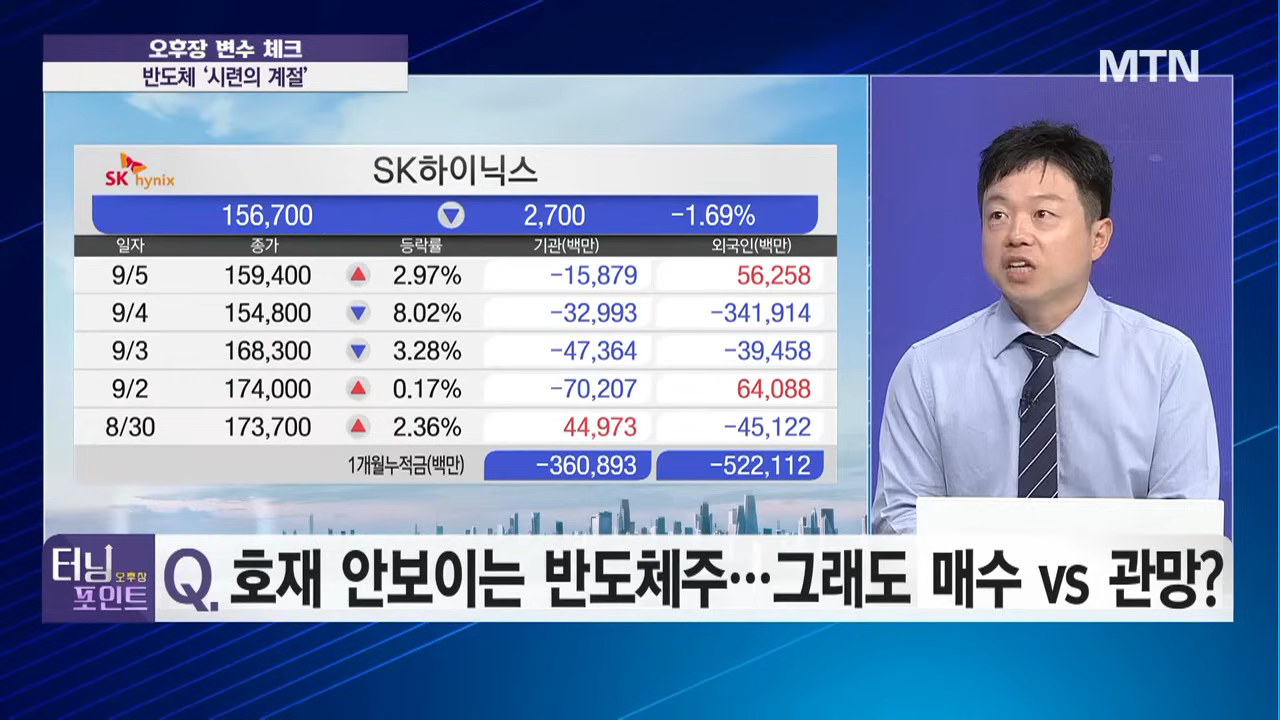 오후장 변수 체크
반도체 ‘시련의 계절’
MTN
SK hynix
SK하이닉스
156,700 ▼ 2,700 -1.69%
일자 종가 등락률 기관(백만) 외국인(백만)
9/5 159,400 ▲ 2.97% -15,879 56,258
9/4 154,800 ▼ 8.02% -32,993 -341,914
9/3 168,300 ▼ 3.28% -47,364 -39,458
9/2 174,000 ▲ 0.17% -70,207 64,088
8/30 173,700 ▲ 2.36% 44,973 -45,122
1개월누적금(백만) -360,893 -522,112
터닝 오후장
포인트
Q. 호재 안보이는 반도체주…그래도 매수 vs 관망?